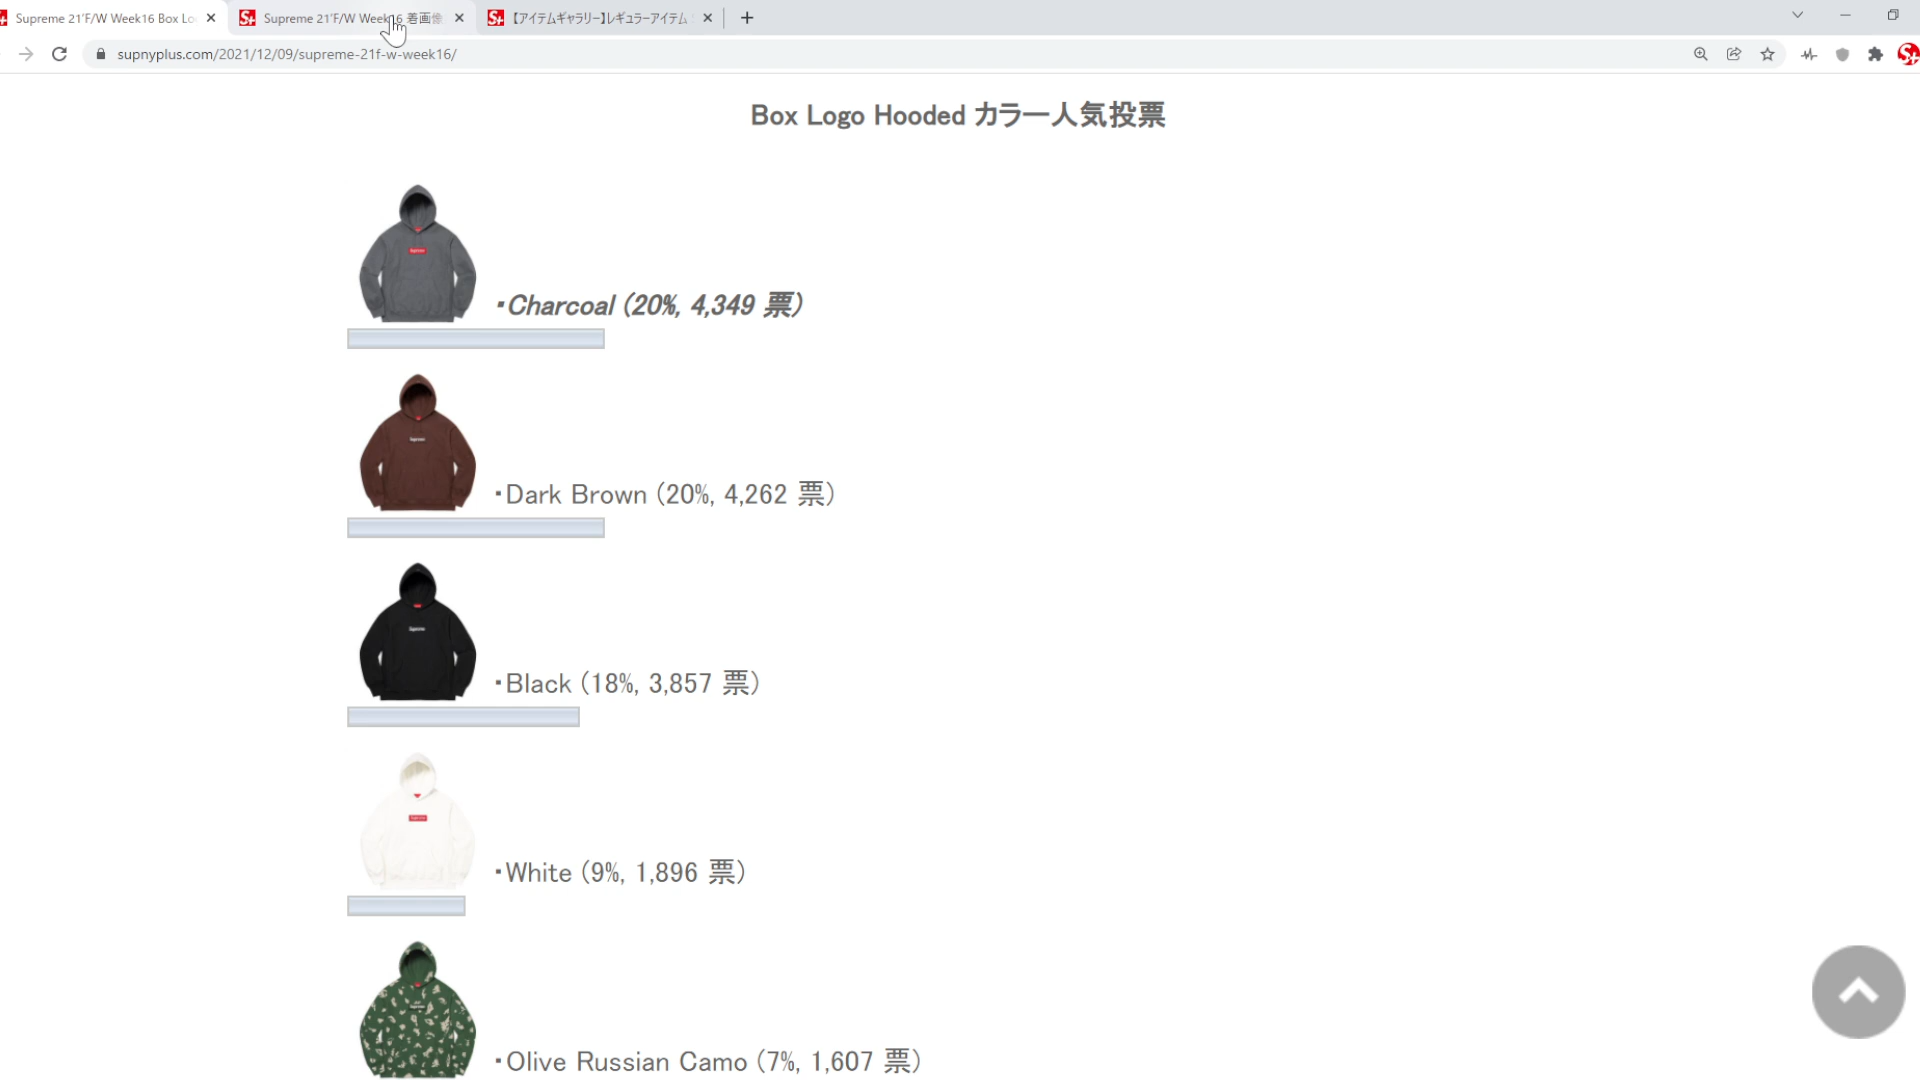 Supreme 21'F/W Week16 Box Lo
Supreme 21'F/W Week16 着画像
【アイテムギャラリー】レギュラーアイテム
supnyplus.com/2021/12/09/supreme-21f-w-week16/
Box Logo Hooded カラー人気投票
・Charcoal (20%, 4,349 票)
・Dark Brown (20%, 4,262 票)
・Black (18%, 3,857 票)
・White (9%, 1,896 票)
・Olive Russian Camo (7%, 1,607 票)